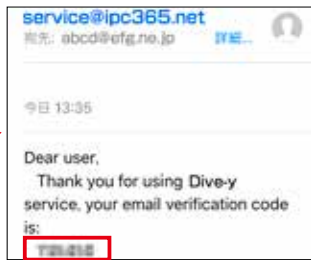 service@ipc365.net
宛先: abcd@efg.ne.jp 詳細...
今日 13:35
Dear user,
Thank you for using Dive-y
service, your email verification code
is: